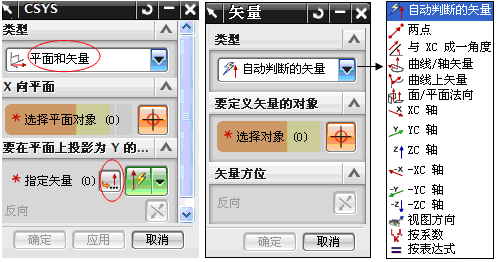 CSYS
类型
平面和矢量
X 向平面
* 选择平面对象 (0)
要在平面上投影为 Y 的...
* 指定矢量 (0)
反向
确定
应用
取消
矢量
类型
自动判断的矢量
要定义矢量的对象
* 选择对象 (0)
矢量方位
反向
确定
取消
自动判断的矢量
两点
与 XC 成一角度
曲线/轴矢量
曲线上矢量
面/平面法向
XC 轴
YC 轴
ZC 轴
-XC 轴
-YC 轴
-ZC 轴
视图方向
按系数
按表达式